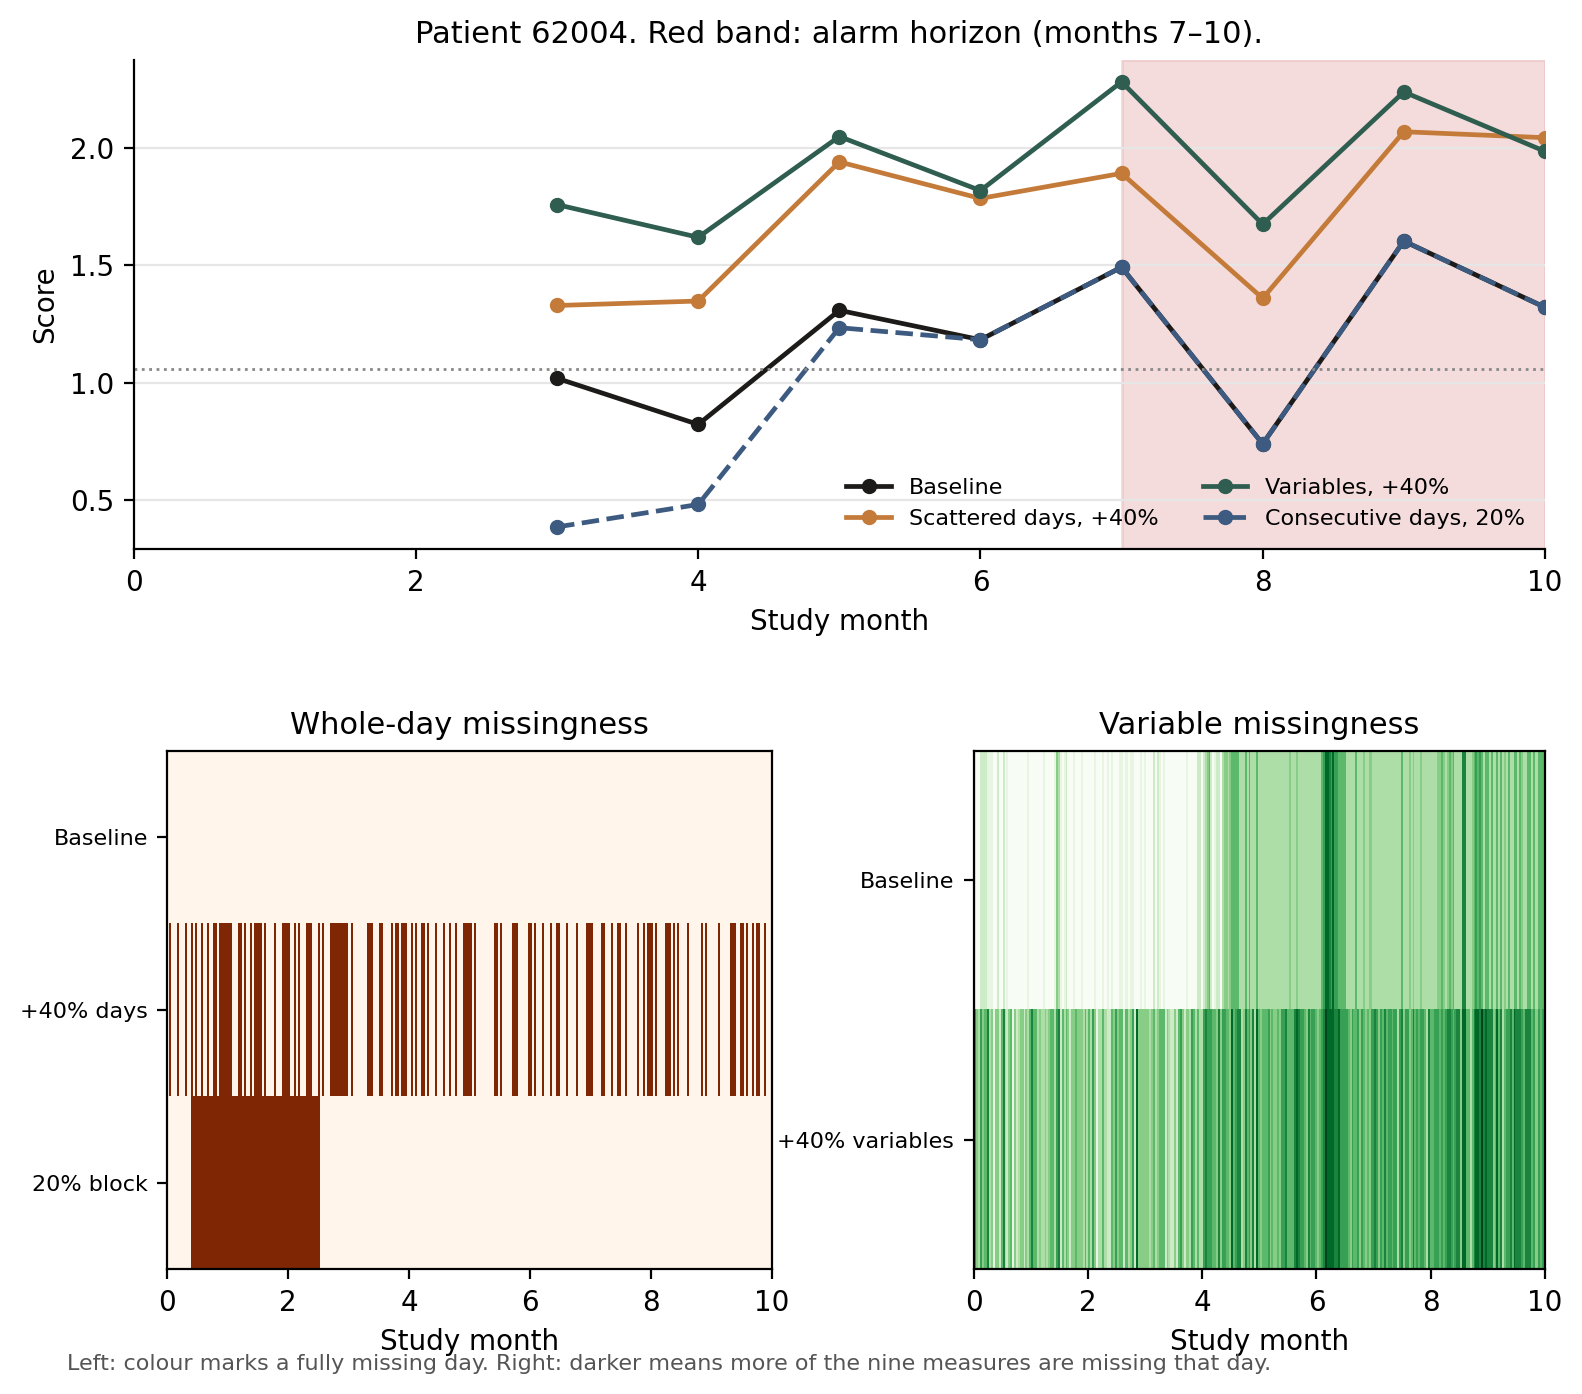 Patient 62004. Red band: alarm horizon (months 7–10).
Score
2.0
1.5
1.0
0.5
Baseline
Scattered days, +40%
Variables, +40%
Consecutive days, 20%
0 2 4 6 8 10
Study month
Whole-day missingness
Baseline
+40% days
20% block
0 2 4 6 8 10
Study month
Variable missingness
Baseline
+40% variables
0 2 4 6 8 10
Study month
Left: colour marks a fully missing day. Right: darker means more of the nine measures are missing that day.